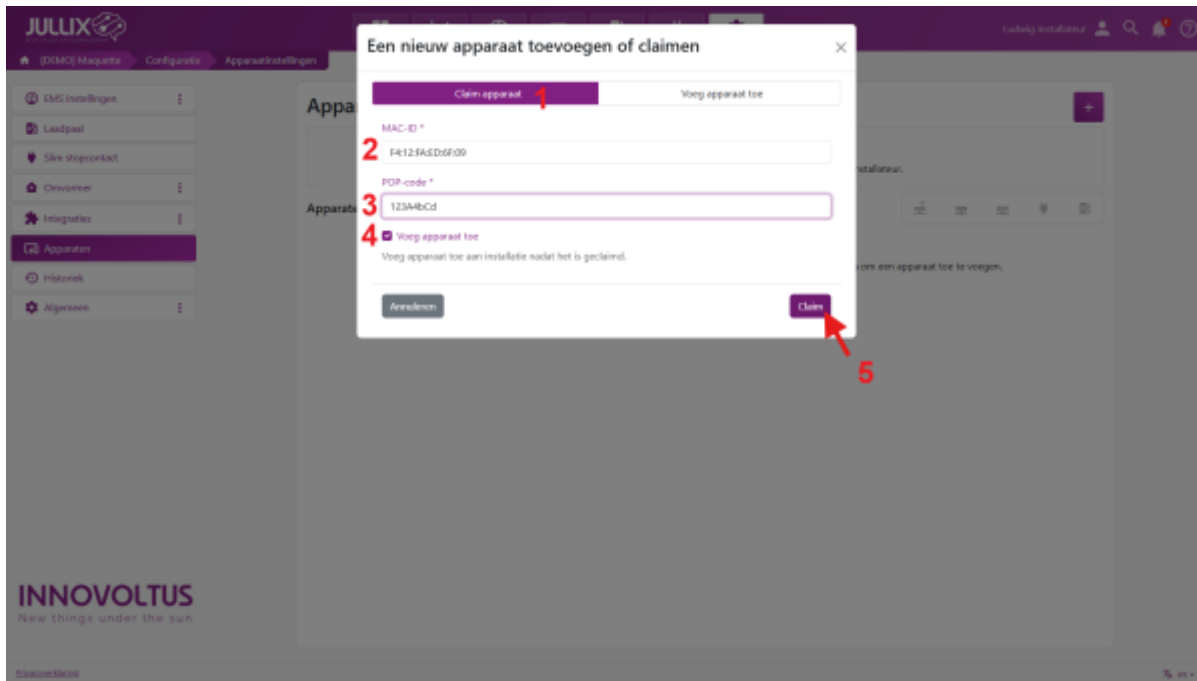 JULLIX
Ludwig Installateur
[DEMO] Maquette
Configuratie
Apparaatinstellingen
Een nieuw apparaat toevoegen of claimen
×
Claim apparaat
1
Voeg apparaat toe
MAC-ID *
2
F4:12:FA:ED:6F:09
POP-code *
3
123A4bCd
4
Voeg apparaat toe
Voeg apparaat toe aan installatie nadat het is geclaimd.
Annuleren
Claim
5
EMS instellingen
Laadpaal
Slim stopcontact
Omvormer
Integraties
Apparaten
Historiek
Algemeen
Appa
+
nstallateur.
Apparate
om een apparaat toe te voegen.
INNOVOLTUS
New things under the sun
Privacyverklaring